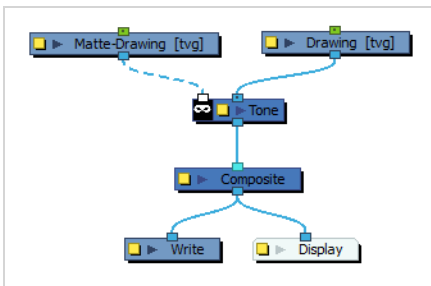 Matte-Drawing [tvg]
Drawing [tvg]
Tone
Composite
Write
Display